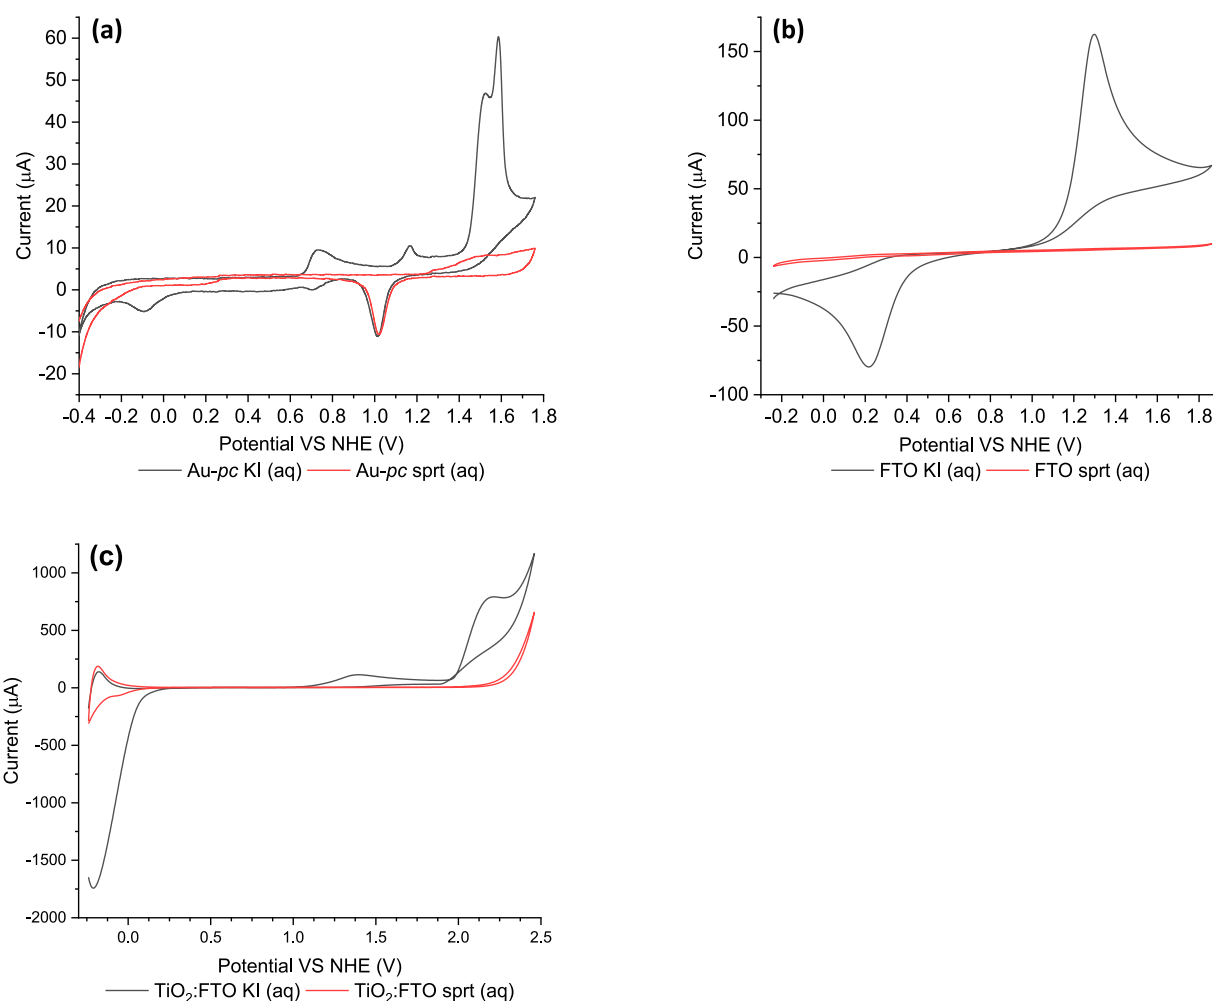 (a)
60
50
40
30
20
10
0
-10
-20
Current (μA)
-0.4 -0.2 0.0 0.2 0.4 0.6 0.8 1.0 1.2 1.4 1.6 1.8
Potential VS NHE (V)
Au-pc KI (aq) Au-pc sprt (aq)
(b)
150
100
50
0
-50
-100
Current (μA)
-0.2 0.0 0.2 0.4 0.6 0.8 1.0 1.2 1.4 1.6 1.8
Potential VS NHE (V)
FTO KI (aq) FTO sprt (aq)
(c)
1000
500
0
-500
-1000
-1500
-2000
Current (μA)
0.0 0.5 1.0 1.5 2.0 2.5
Potential VS NHE (V)
TiO₂:FTO KI (aq) TiO₂:FTO sprt (aq)